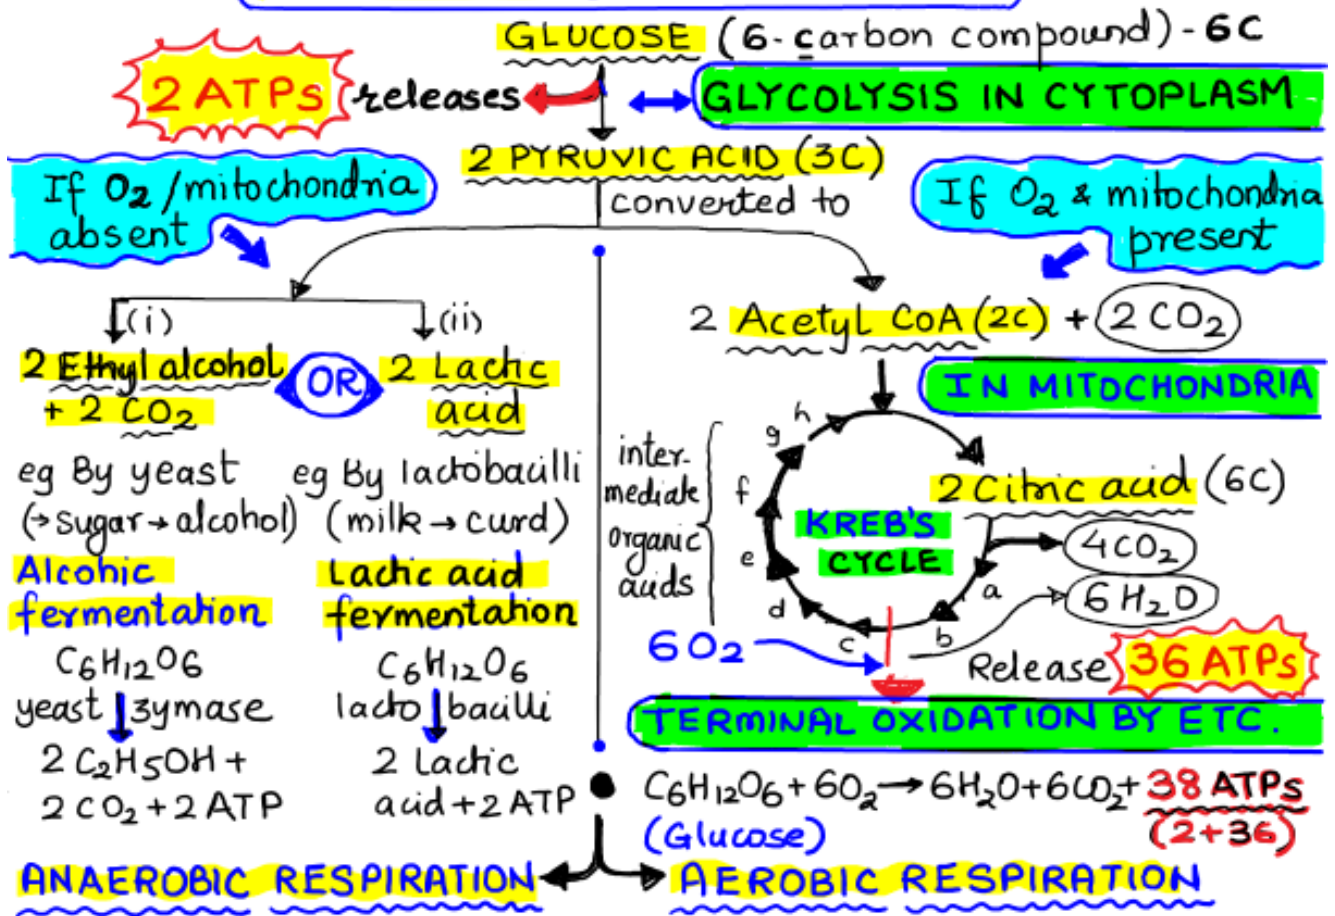 GLUCOSE (6-carbon compound) - 6C
2 ATPs releases
GLYCOLYSIS IN CYTOPLASM
2 PYRUVIC ACID (3C)
converted to
If O2/mitochondria
absent
If O2 & mitochondria
present
(i)
2 Ethyl alcohol
+ 2 CO2
OR
(ii)
2 Lactic
acid
eg By yeast
(→sugar→alcohol)
eg By lactobacilli
(milk → curd)
Alcohic
fermentation
Lactic acid
fermentation
C6H12O6
yeast zymase
2 C2H5OH +
2 CO2 + 2 ATP
C6H12O6
lacto bacilli
2 Lactic
acid + 2 ATP
ANAEROBIC RESPIRATION
2 Acetyl CoA (2C) + 2 CO2
IN MITOCHONDRIA
inter-
mediate
organic
acids
h
g
f
e
d
c
b
a
KREB'S
CYCLE
2 Citric acid (6C)
4CO2
6 H2O
6O2
Release 36 ATPs
TERMINAL OXIDATION BY ETC.
C6H12O6 + 6O2 → 6H2O + 6CO2 + 38 ATPs
(Glucose) (2+36)
AEROBIC RESPIRATION